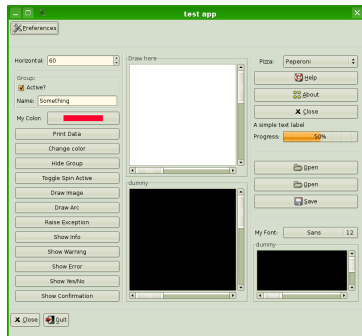 test app
Preferences
Horizontal: 60
Group:
Active?
Name: Something
My Colon
Print Data
Change color
Hide Group
Toggle Spin Active
Draw Image
Draw Arc
Raise Exception
Show Info
Show Warning
Show Error
Show Yes/No
Show Confirmation
Draw here
dummy
Pizza: Peperoni
Help
About
Close
A simple text label
Progress: 50%
Open
Open
Save
My Font: Sans 12
dummy
Close Quit